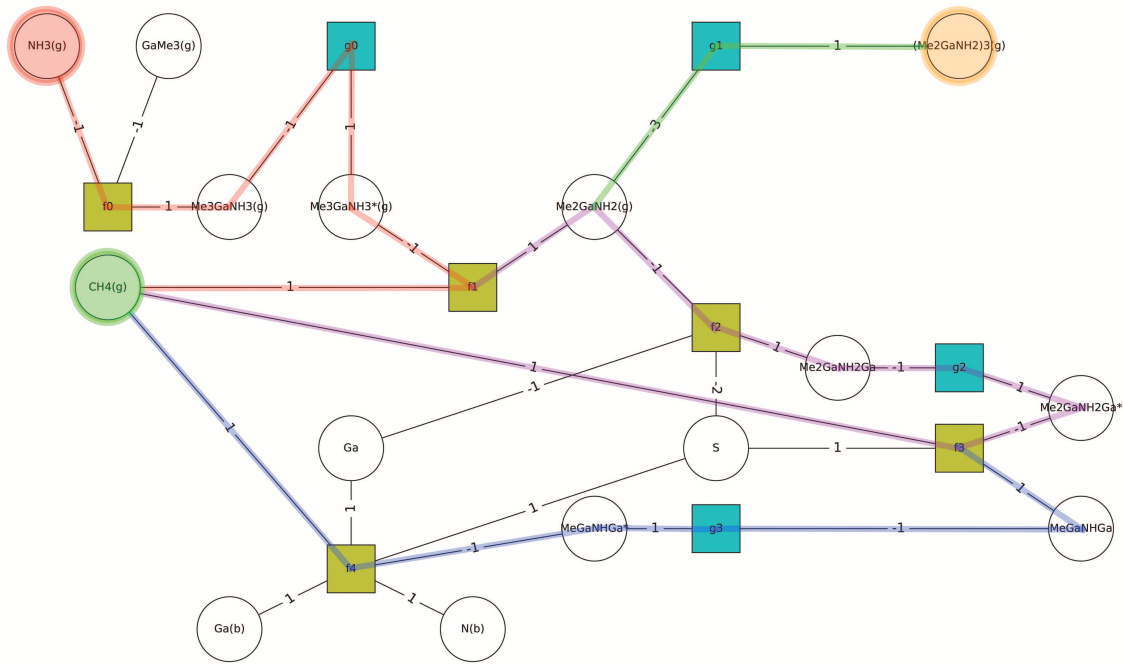 NH3(g)
GaMe3(g)
g0
g1
1
(Me2GaNH2)3(g)
-1
-1
-1
1
-3
f0
1
Me3GaNH3(g)
Me3GaNH3*(g)
Me2GaNH2(g)
-1
1
-1
CH4(g)
1
f1
f2
1
Me2GaNH2Ga
-1
g2
1
-1
-2
1
Me2GaNH2Ga*
-1
1
Ga
S
1
f3
1
1
1
MeGaNHGa*
1
g3
-1
MeGaNHGa
-1
f4
1
1
Ga(b)
N(b)